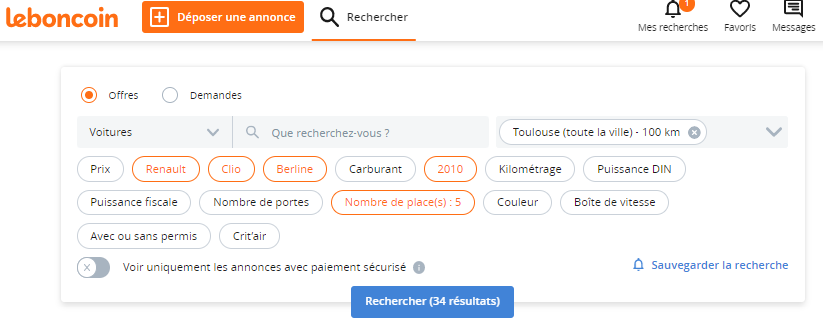 leboncoin
Déposer une annonce
Rechercher
1
Mes recherches
Favoris
Messages
Offres
Demandes
Voitures
Que recherchez-vous ?
Toulouse (toute la ville) - 100 km
Prix
Renault
Clio
Berline
Carburant
2010
Kilométrage
Puissance DIN
Puissance fiscale
Nombre de portes
Nombre de place(s) : 5
Couleur
Boîte de vitesse
Avec ou sans permis
Crit'air
Voir uniquement les annonces avec paiement sécurisé
Sauvegarder la recherche
Rechercher (34 résultats)